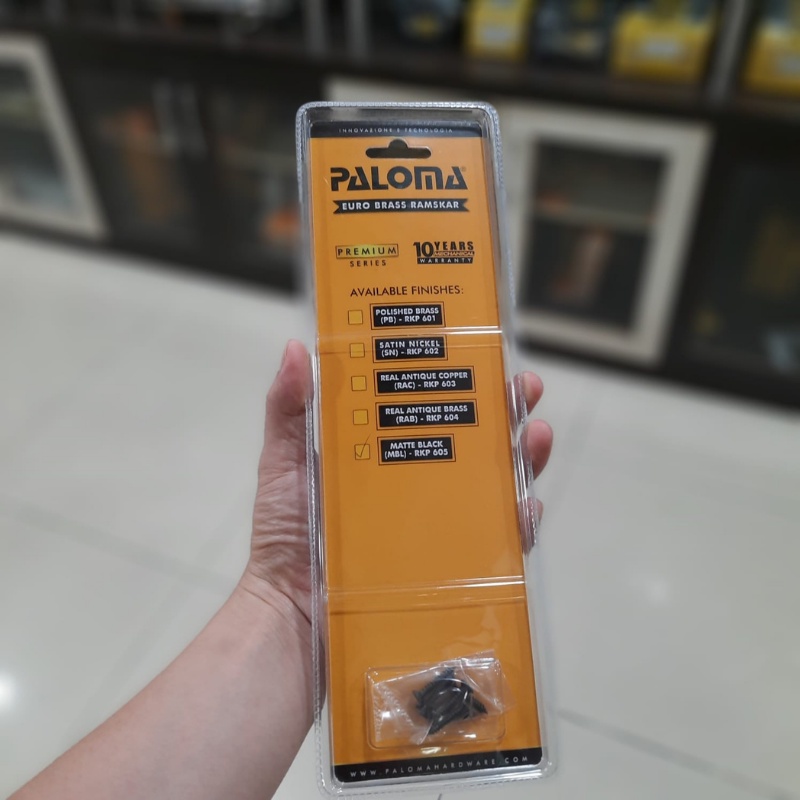 INNOVAZIONE E TECNOLOGIA
PALOMA®
EURO BRASS RAMSKAR
PREMIUM
SERIES
10 YEARS
MECHANICAL
WARRANTY
AVAILABLE FINISHES:
POLISHED BRASS
(PB) - RKP 601
SATIN NICKEL
(SN) - RKP 602
REAL ANTIQUE COPPER
(RAC) - RKP 603
REAL ANTIQUE BRASS
(RAB) - RKP 604
MATTE BLACK
(MBL) - RKP 605
WWW.PALOMAHARDWARE.COM